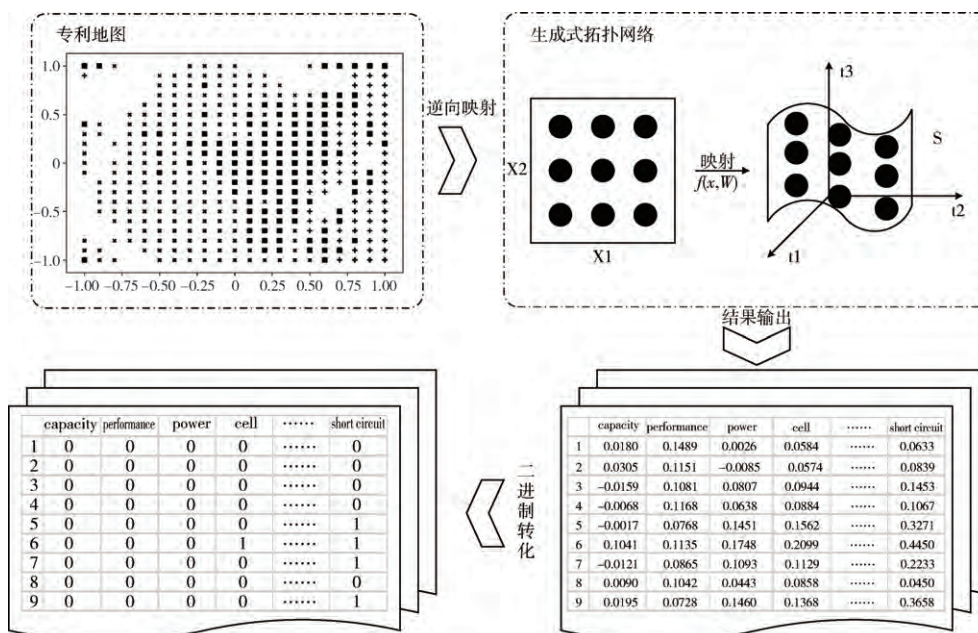 专利地图
1.0
0.5
0
−0.5
−1.0
−1.00 −0.75 −0.50 −0.25 0 0.25 0.50 0.75 1.00
逆向映射
生成式拓扑网络
X2
X1
映射
f(x,W)
t3
S
t2
t1
结果输出
capacity performance power cell …… short circuit
1 0 0 0 0 …… 0
2 0 0 0 0 …… 0
3 0 0 0 0 …… 0
4 0 0 0 0 …… 0
5 0 0 0 0 …… 1
6 0 0 0 1 …… 1
7 0 0 0 0 …… 1
8 0 0 0 0 …… 0
9 0 0 0 0 …… 1
二进制转化
capacity performance power cell …… short circuit
1 0.0180 0.1489 0.0026 0.0584 …… 0.0633
2 0.0305 0.1151 −0.0085 0.0574 …… 0.0839
3 −0.0159 0.1081 0.0807 0.0944 …… 0.1453
4 −0.0068 0.1168 0.0638 0.0884 …… 0.1067
5 −0.0017 0.0768 0.1451 0.1562 …… 0.3271
6 0.1041 0.1135 0.1748 0.2099 …… 0.4450
7 −0.0121 0.0865 0.1093 0.1129 …… 0.2233
8 0.0090 0.1042 0.0443 0.0858 …… 0.0450
9 0.0195 0.0728 0.1460 0.1368 …… 0.3658